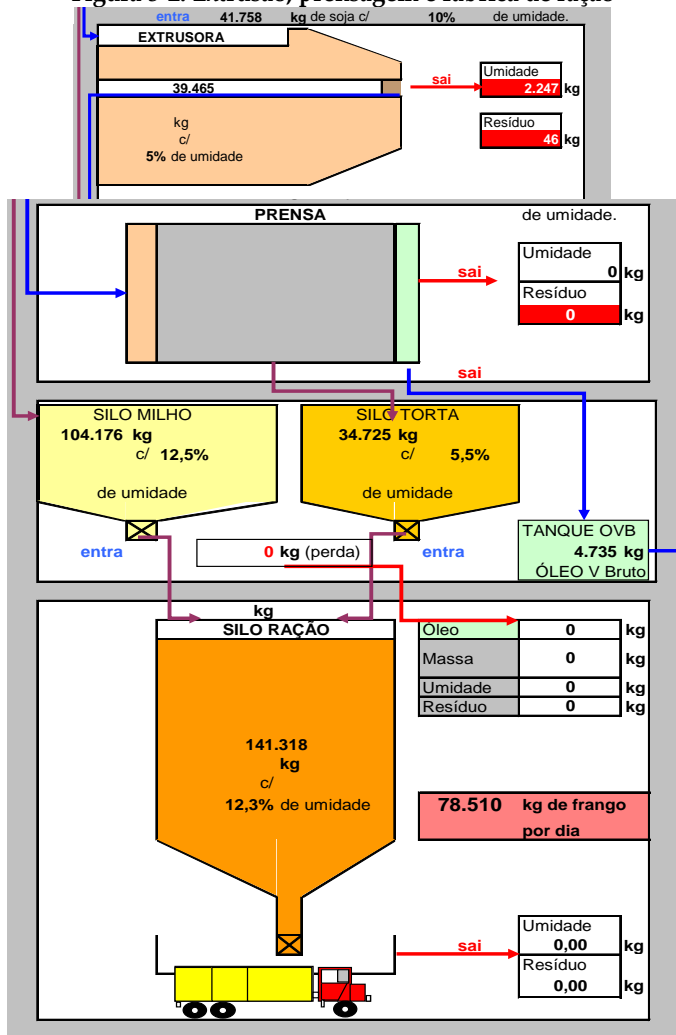 entra 41.758 kg de soja c/ 10% de umidade.
EXTRUSORA
39.465
sai
Umidade
2.247 kg
kg
c/
5% de umidade
Resíduo
46 kg
PRENSA
de umidade.
sai
Umidade
0 kg
Resíduo
0 kg
sai
SILO MILHO
104.176 kg
c/ 12,5%
de umidade
entra
SILO TORTA
34.725 kg
c/ 5,5%
de umidade
entra
0 kg (perda)
TANQUE OVB
4.735 kg
ÓLEO V Bruto
kg
SILO RAÇÃO
Óleo 0 kg
Massa 0 kg
Umidade 0 kg
Resíduo 0 kg
141.318
kg
c/
12,3% de umidade
78.510 kg de frango
por dia
sai
Umidade
0,00 kg
Resíduo
0,00 kg